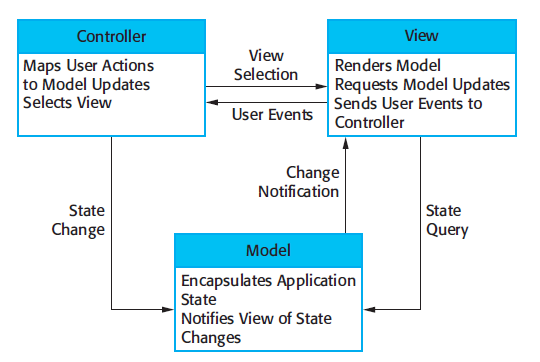 Controller
Maps User Actions
to Model Updates
Selects View
View
Selection
User Events
View
Renders Model
Requests Model Updates
Sends User Events to
Controller
State
Change
Change
Notification
State
Query
Model
Encapsulates Application
State
Notifies View of State
Changes